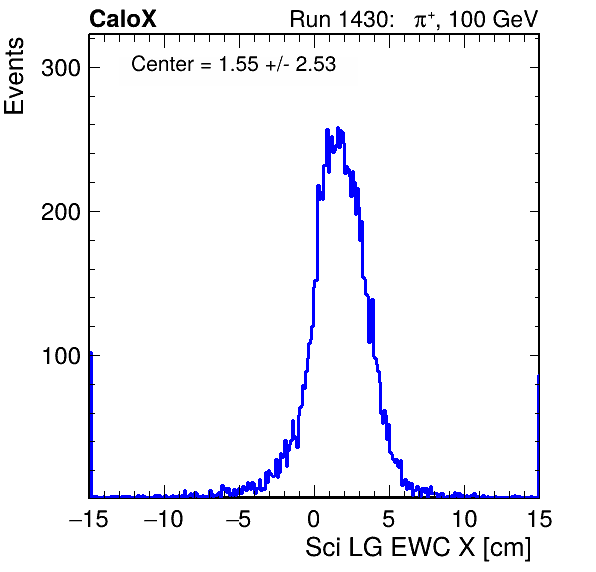 CaloX Run 1430: π+, 100 GeV
Center = 1.55 +/- 2.53
Events
300
200
100
−15 −10 −5 0 5 10 15
Sci LG EWC X [cm]